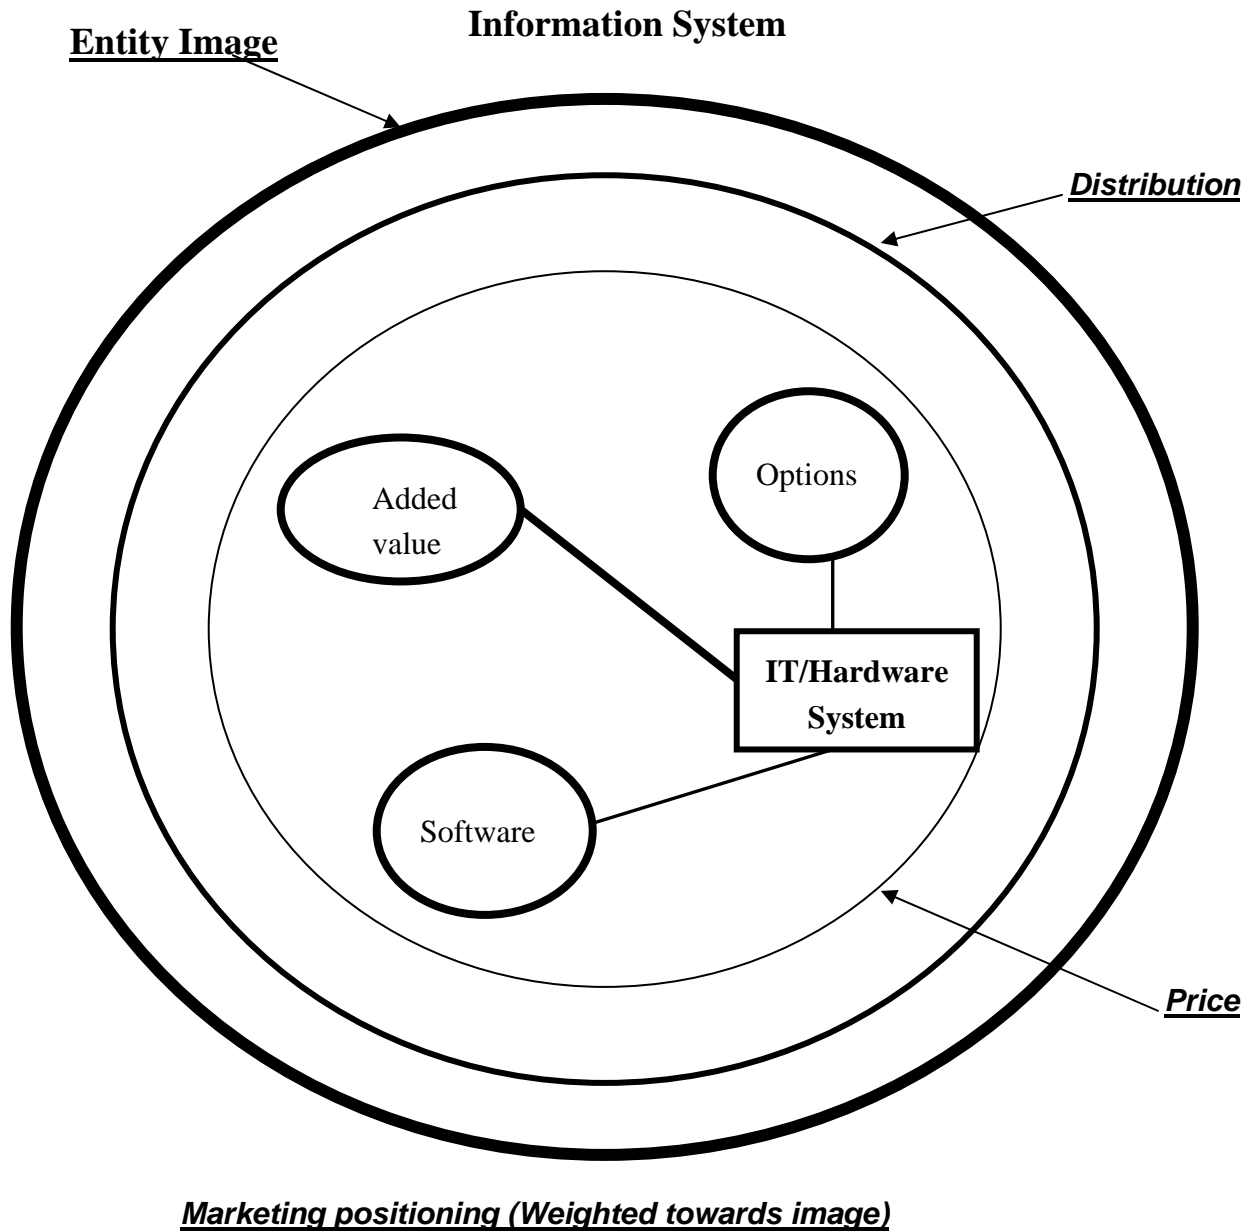 Information System
Entity Image
Distribution
Options
Added
value
IT/Hardware
System
Software
Price
Marketing positioning (Weighted towards image)